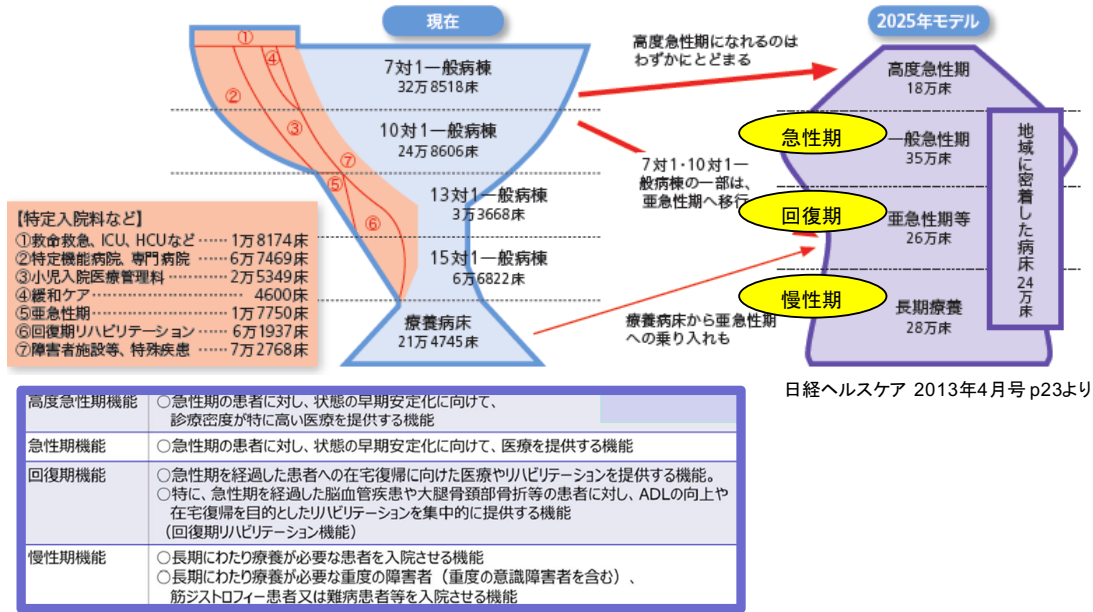 現在
①
④
②
③
⑦
⑤
⑥
7対1一般病棟
32万8518床
10対1一般病棟
24万8606床
13対1一般病棟
3万3668床
15対1一般病棟
6万6822床
療養病床
21万4745床
【特定入院料など】
①救命救急、ICU、HCUなど……1万8174床
②特定機能病院、専門病院……6万7469床
③小児入院医療管理料…………2万5349床
④緩和ケア……………………………4600床
⑤亜急性期…………………………1万7750床
⑥回復期リハビリテーション……6万1937床
⑦障害者施設等、特殊疾患……7万2768床
高度急性期になれるのは
わずかにとどまる
7対1・10対1一
般病棟の一部は、
亜急性期へ移行
療養病床から亜急性期
への乗り入れも
2025年モデル
高度急性期
18万床
急性期
一般急性期
35万床
回復期
亜急性期等
26万床
慢性期
長期療養
28万床
地域に密着した病床24万床
日経ヘルスケア 2013年4月号 p23より
高度急性期機能
○急性期の患者に対し、状態の早期安定化に向けて、
診療密度が特に高い医療を提供する機能
急性期機能
○急性期の患者に対し、状態の早期安定化に向けて、医療を提供する機能
回復期機能
○急性期を経過した患者への在宅復帰に向けた医療やリハビリテーションを提供する機能。
○特に、急性期を経過した脳血管疾患や大腿骨頚部骨折等の患者に対し、ADLの向上や
在宅復帰を目的としたリハビリテーションを集中的に提供する機能
（回復期リハビリテーション機能）
慢性期機能
○長期にわたり療養が必要な患者を入院させる機能
○長期にわたり療養が必要な重度の障害者（重度の意識障害者を含む）、
筋ジストロフィー患者又は難病患者等を入院させる機能